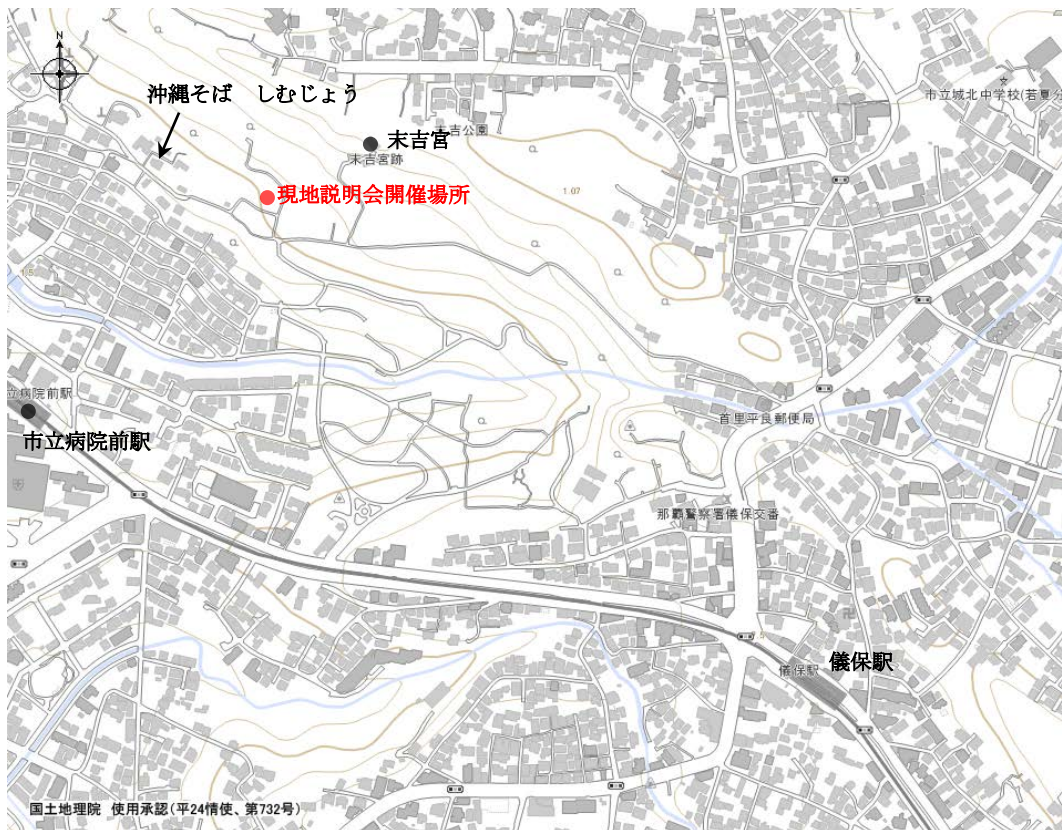 N
沖縄そば　しむじょう
市立城北中学校(若夏分
末吉公園
末吉宮
末吉宮跡
現地説明会開催場所
1.07
1.5
立病院前駅
市立病院前駅
首里平良郵便局
那覇警察署儀保交番
儀保駅
儀保駅
国土地理院　使用承認(平24情使、第732号)